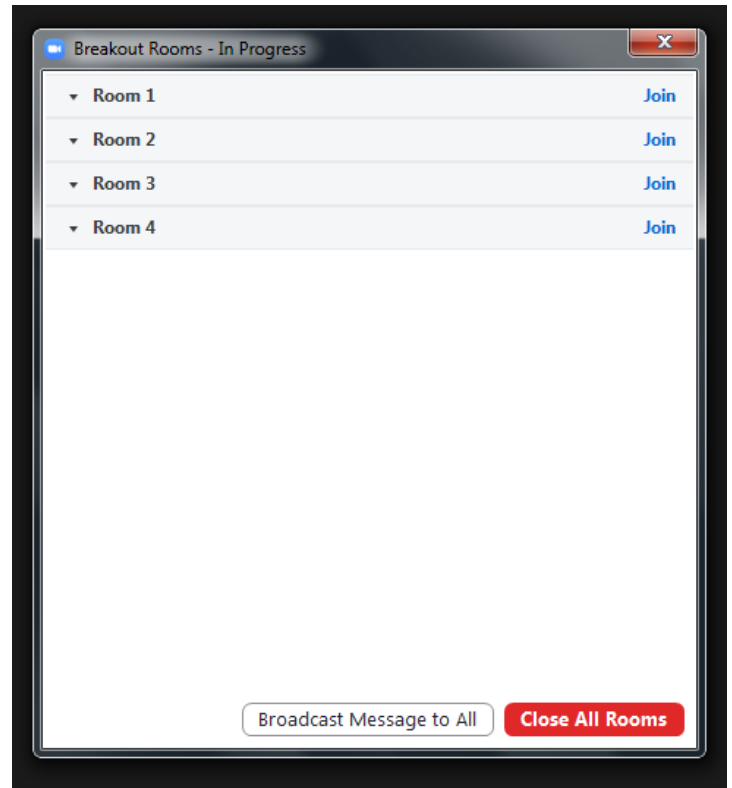 Breakout Rooms - In Progress
Room 1 Join
Room 2 Join
Room 3 Join
Room 4 Join
Broadcast Message to All Close All Rooms